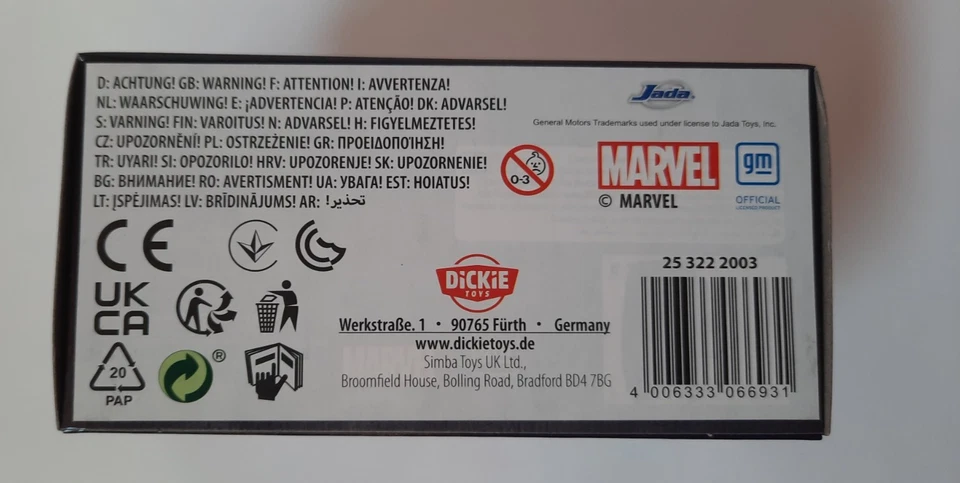 D: ACHTUNG! GB: WARNING! F: ATTENTION! I: AVVERTENZA!
NL: WAARSCHUWING! E: ¡ADVERTENCIA! P: ATENÇÃO! DK: ADVARSEL!
S: VARNING! FIN: VAROITUS! N: ADVARSEL! H: FIGYELMEZTETES!
CZ: UPOZORNĚNÍ! PL: OSTRZEŻENIE! GR: ΠΡΟΕΙΔΟΠΟΊΗΣΗ!
TR: UYARI! SI: OPOZORILO! HRV: UPOZORENJE! SK: UPOZORNENIE!
BG: ВНИМАНИЕ! RO: AVERTISMENT! UA: УВАГА! EST: HOIATUS!
LT: ĮSPĖJIMAS! LV: BRĪDINĀJUMS! AR: تحذير!
0-3
Jada®
General Motors Trademarks used under license to Jada Toys, Inc.
MARVEL
© MARVEL
gm
OFFICIAL
LICENSED PRODUCT
CE
UK
CA
20
PAP
®
DiCKiE
TOYS
Werkstraße. 1 • 90765 Fürth • Germany
www.dickietoys.de
Simba Toys UK Ltd.,
Broomfield House, Bolling Road, Bradford BD4 7BG
25 322 2003
4 006333 066931